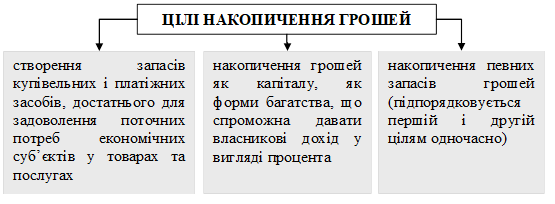 ЦІЛІ НАКОПИЧЕННЯ ГРОШЕЙ
створення запасів
купівельних і платіжних
засобів, достатнього для
задоволення поточних
потреб економічних
суб’єктів у товарах та
послугах
накопичення грошей
як капіталу, як
форми багатства, що
спроможна давати
власникові дохід у
вигляді процента
накопичення певних
запасів грошей
(підпорядковується
першій і другій
цілям одночасно)